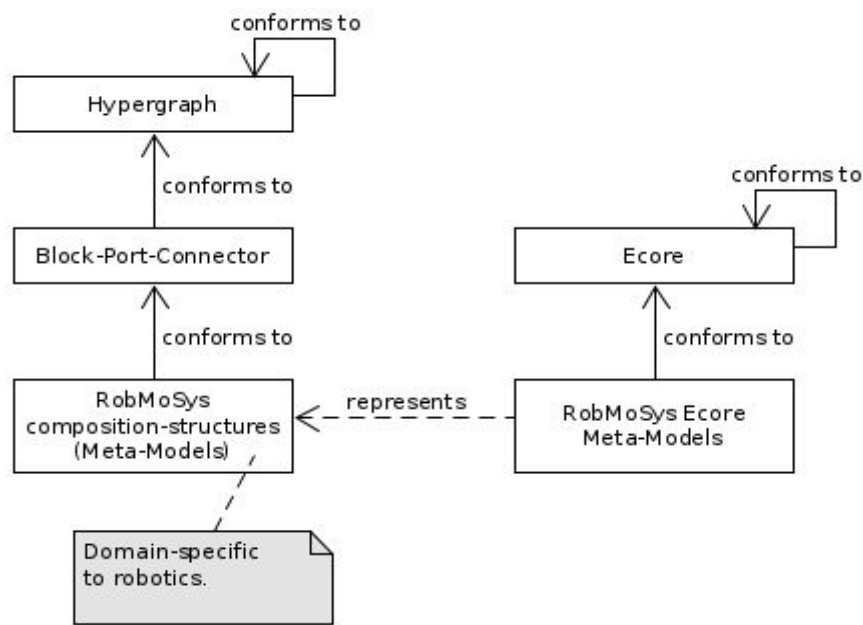 conforms to
Hypergraph
conforms to
conforms to
Block-Port-Connector
Ecore
conforms to
conforms to
RobMoSys
composition-structures
(Meta-Models)
represents
RobMoSys Ecore
Meta-Models
Domain-specific
to robotics.